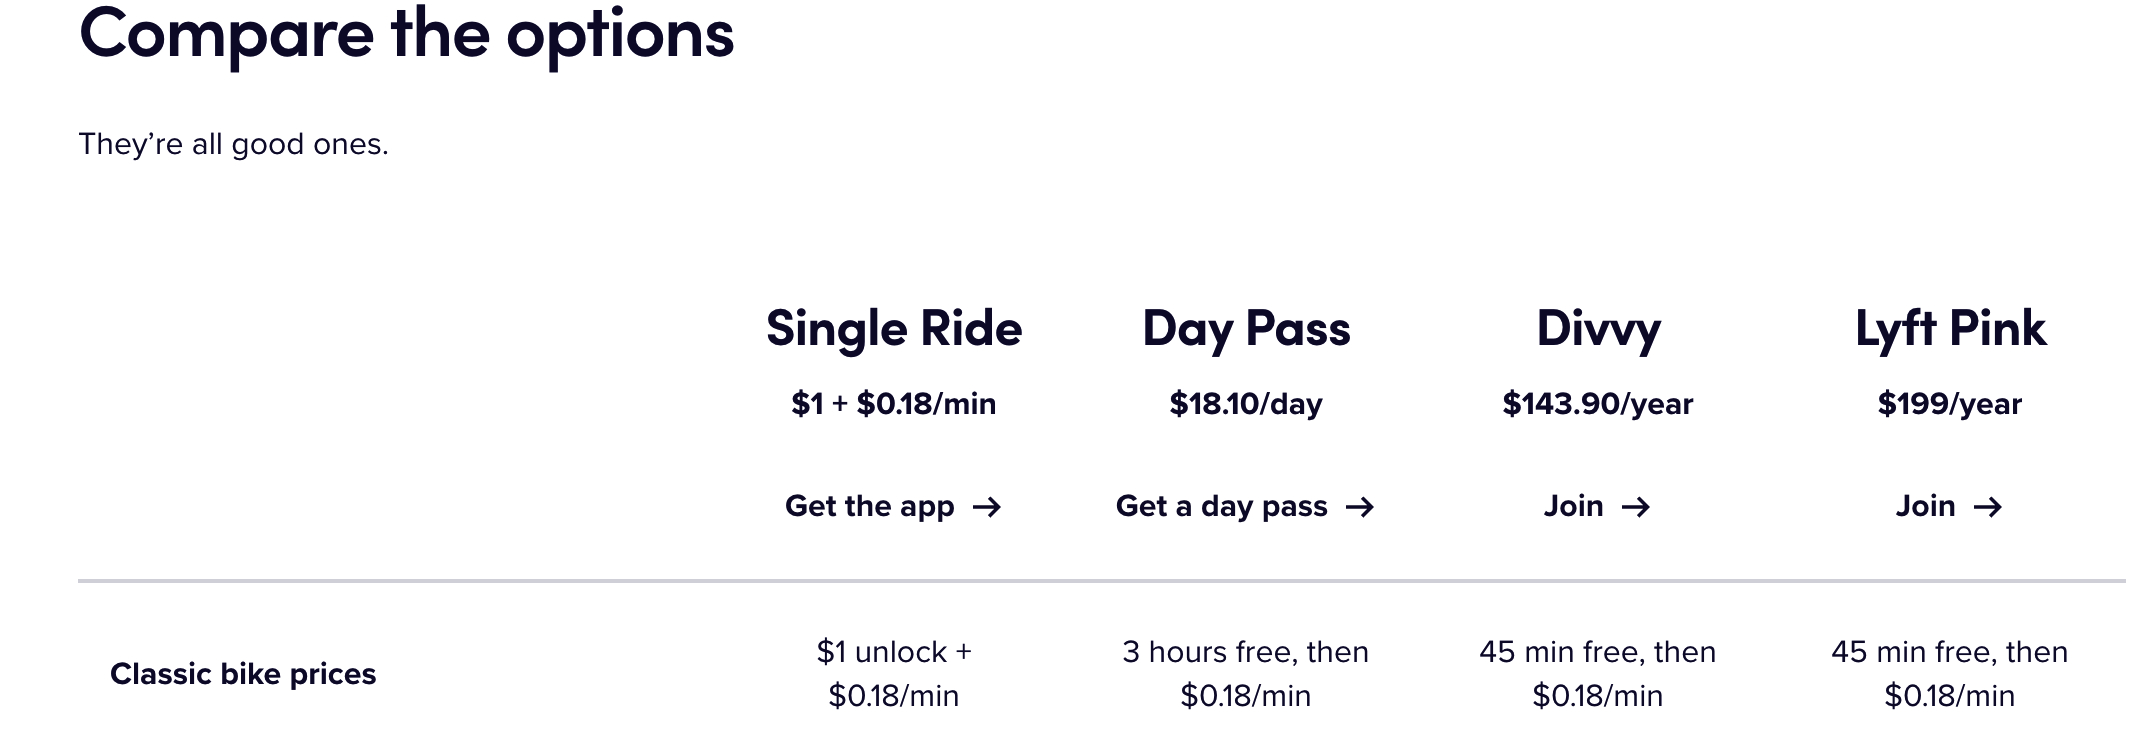 Compare the options
They’re all good ones.
Single Ride Day Pass Divvy Lyft Pink
$1 + $0.18/min $18.10/day $143.90/year $199/year
Get the app → Get a day pass → Join → Join →
$1 unlock + 3 hours free, then 45 min free, then 45 min free, then
Classic bike prices
$0.18/min $0.18/min $0.18/min $0.18/min